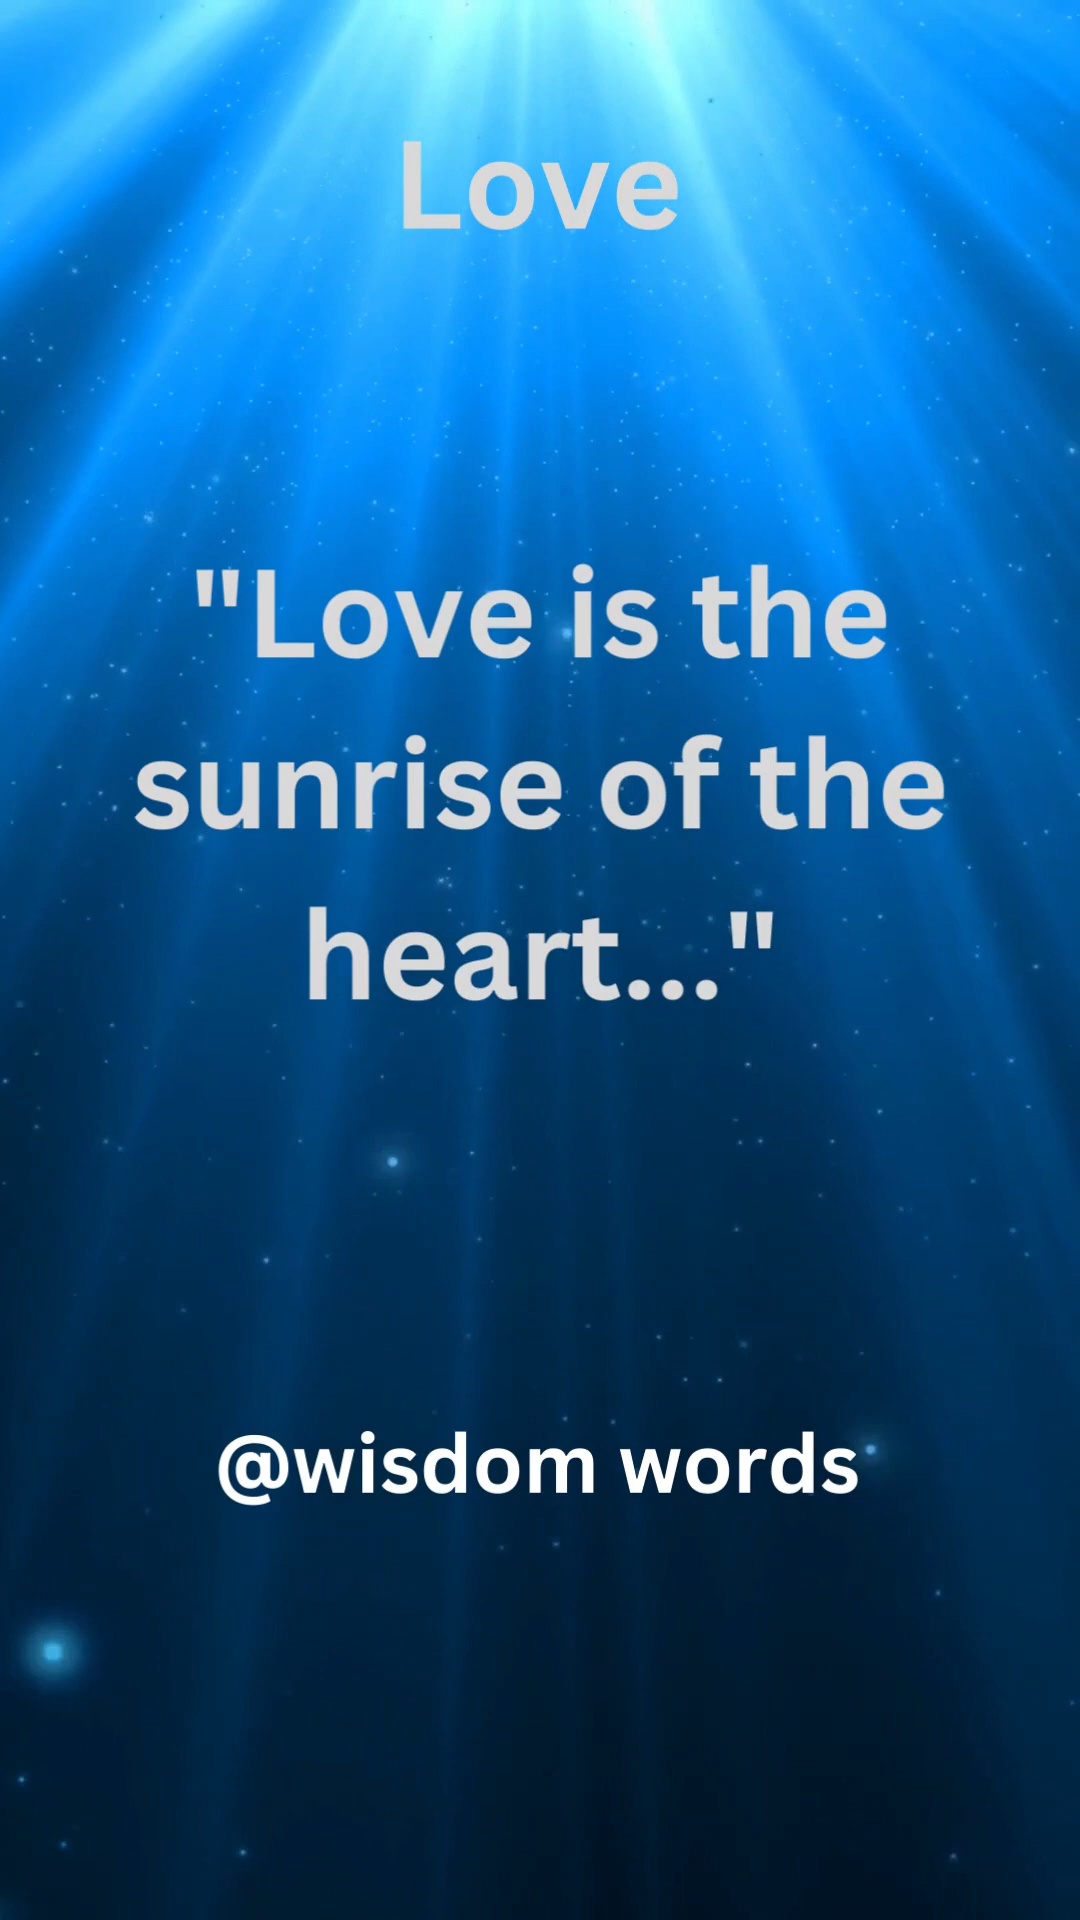 Love
"Love is the
sunrise of the
heart..."
@wisdom words